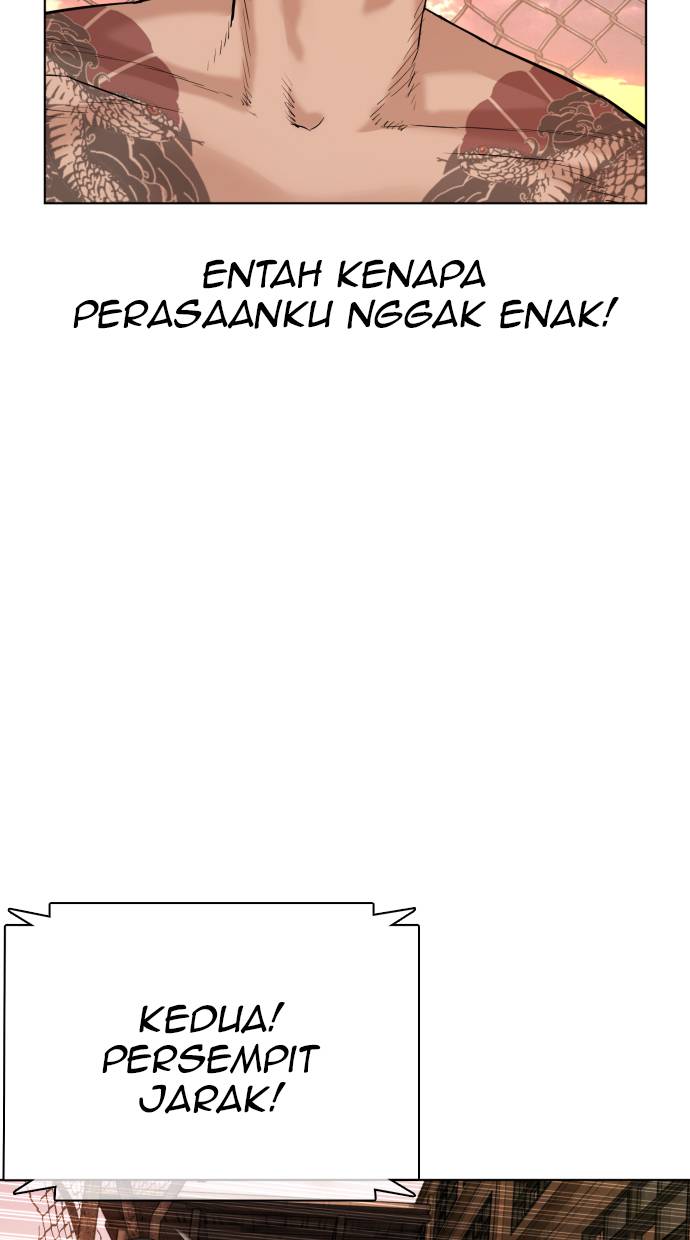 ENTAH KENAPA
PERASAANKU NGGAK ENAK!
KEDUA!
PERSEMPIT
JARAK!